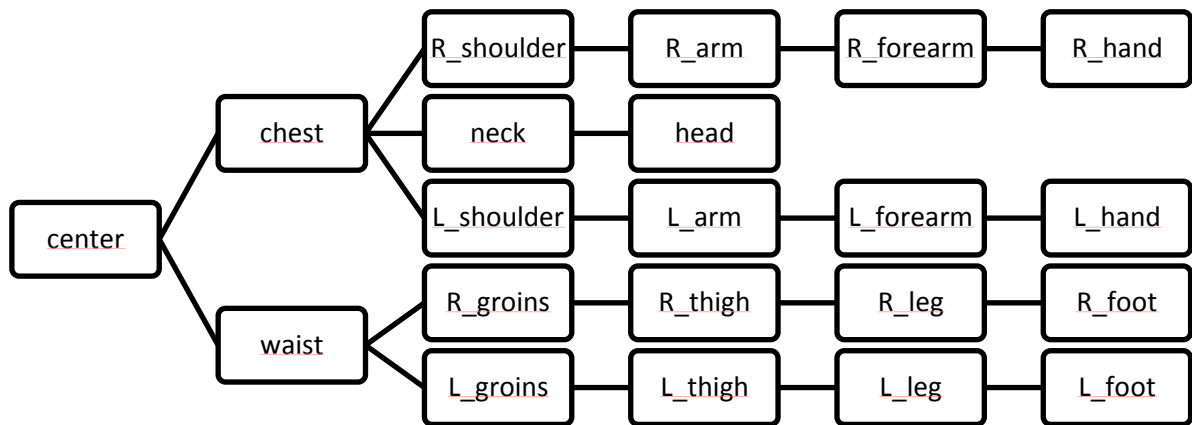 R_shoulder R_arm R_forearm R_hand
chest neck head
L_shoulder L_arm L_forearm L_hand
center
R_groins R_thigh R_leg R_foot
waist
L_groins L_thigh L_leg L_foot